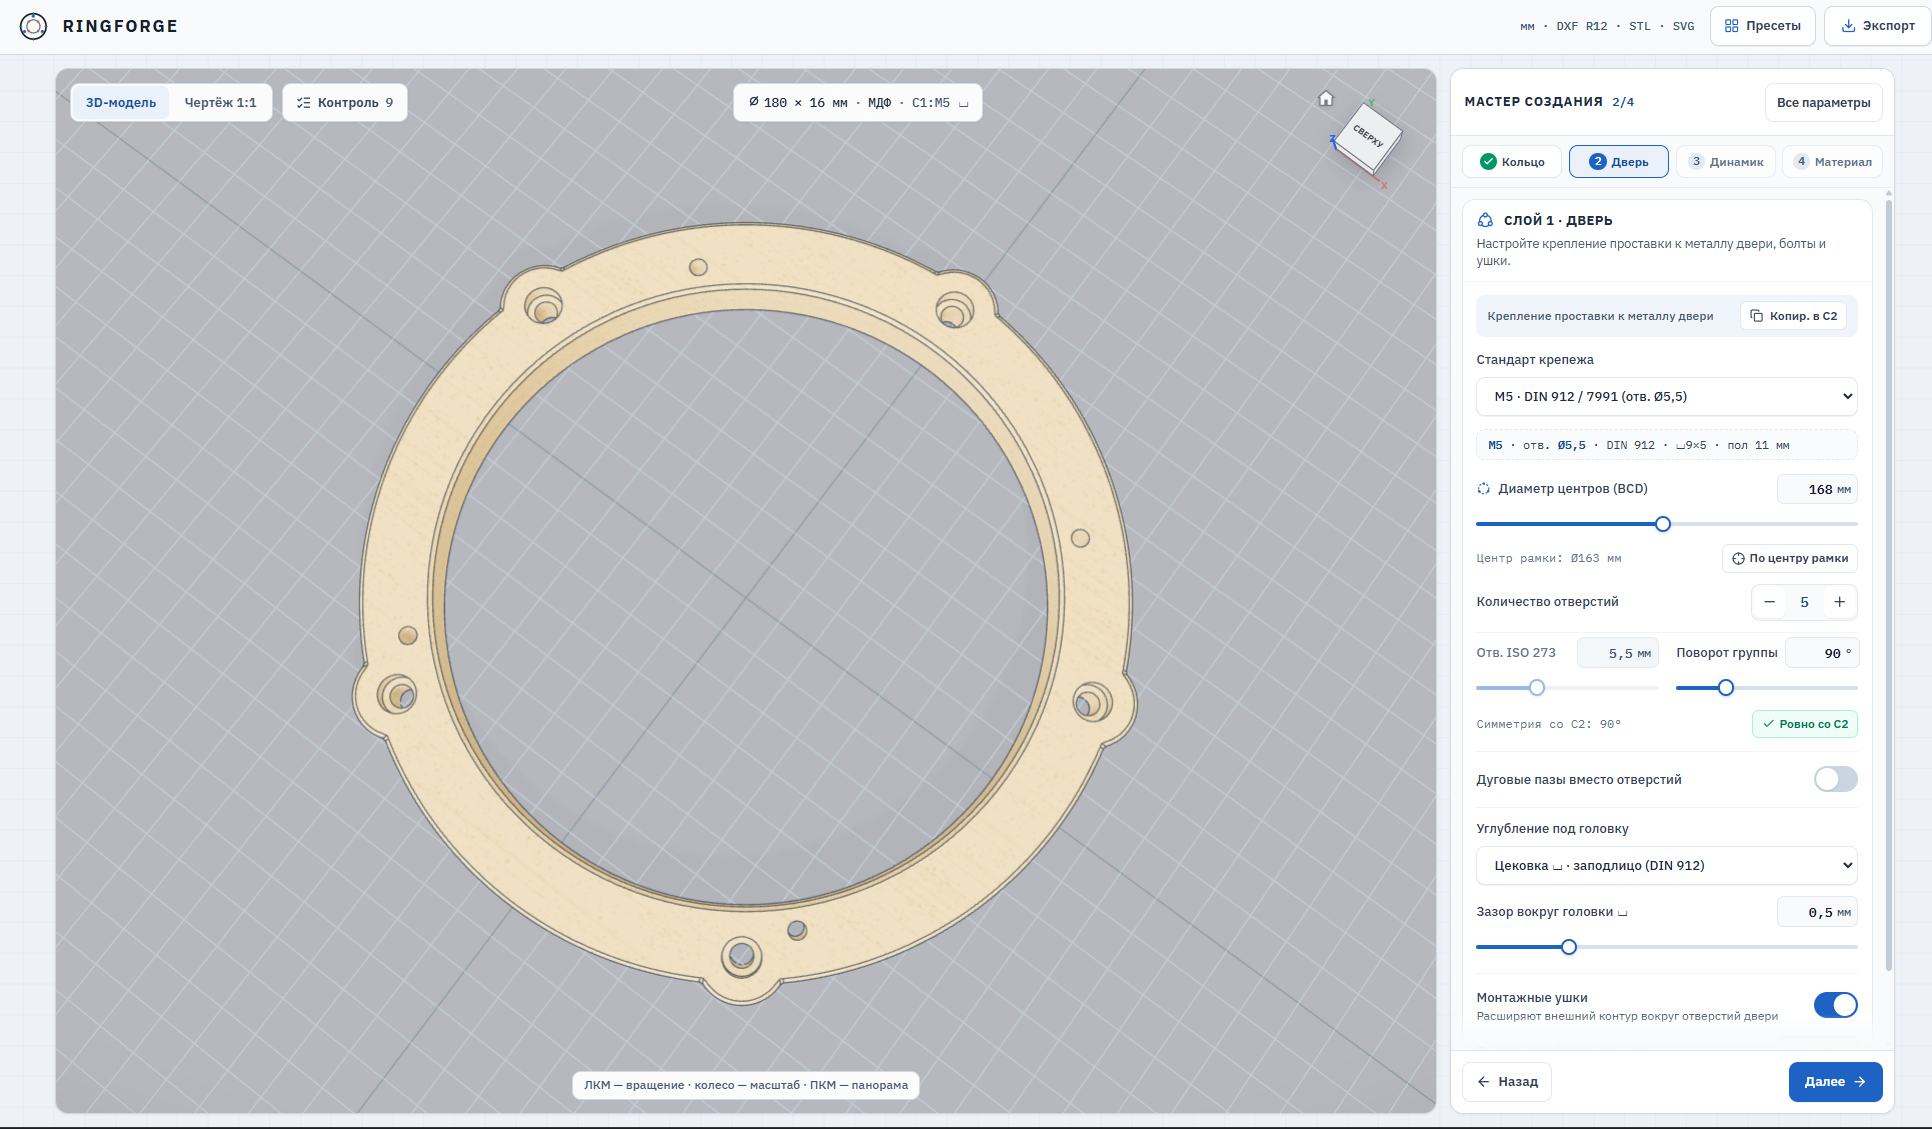 RINGFORGE
мм · DXF R12 · STL · SVG
Пресеты
Экспорт
3D-модель
Чертёж 1:1
Контроль 9
Ø 180 × 16 мм · МДФ · C1:M5 ⌴
СВЕРХУ
Y
Z
X
ЛКМ — вращение · колесо — масштаб · ПКМ — панорама
МАСТЕР СОЗДАНИЯ 2/4
Все параметры
Кольцо
2 Дверь
3 Динамик
4 Материал
СЛОЙ 1 · ДВЕРЬ
Настройте крепление проставки к металлу двери, болты и
ушки.
Крепление проставки к металлу двери
Копир. в С2
Стандарт крепежа
M5 · DIN 912 / 7991 (отв. Ø5,5)
M5 · отв. Ø5,5 · DIN 912 · ⌴9×5 · пол 11 мм
Диаметр центров (BCD)
168 мм
Центр рамки: Ø163 мм
По центру рамки
Количество отверстий
− 5 +
Отв. ISO 273
5,5 мм
Поворот группы
90 °
Симметрия со С2: 90°
Ровно со С2
Дуговые пазы вместо отверстий
Углубление под головку
Цековка ⌴ · заподлицо (DIN 912)
Зазор вокруг головки ⌴
0,5 мм
Монтажные ушки
Расширяют внешний контур вокруг отверстий двери
← Назад
Далее →